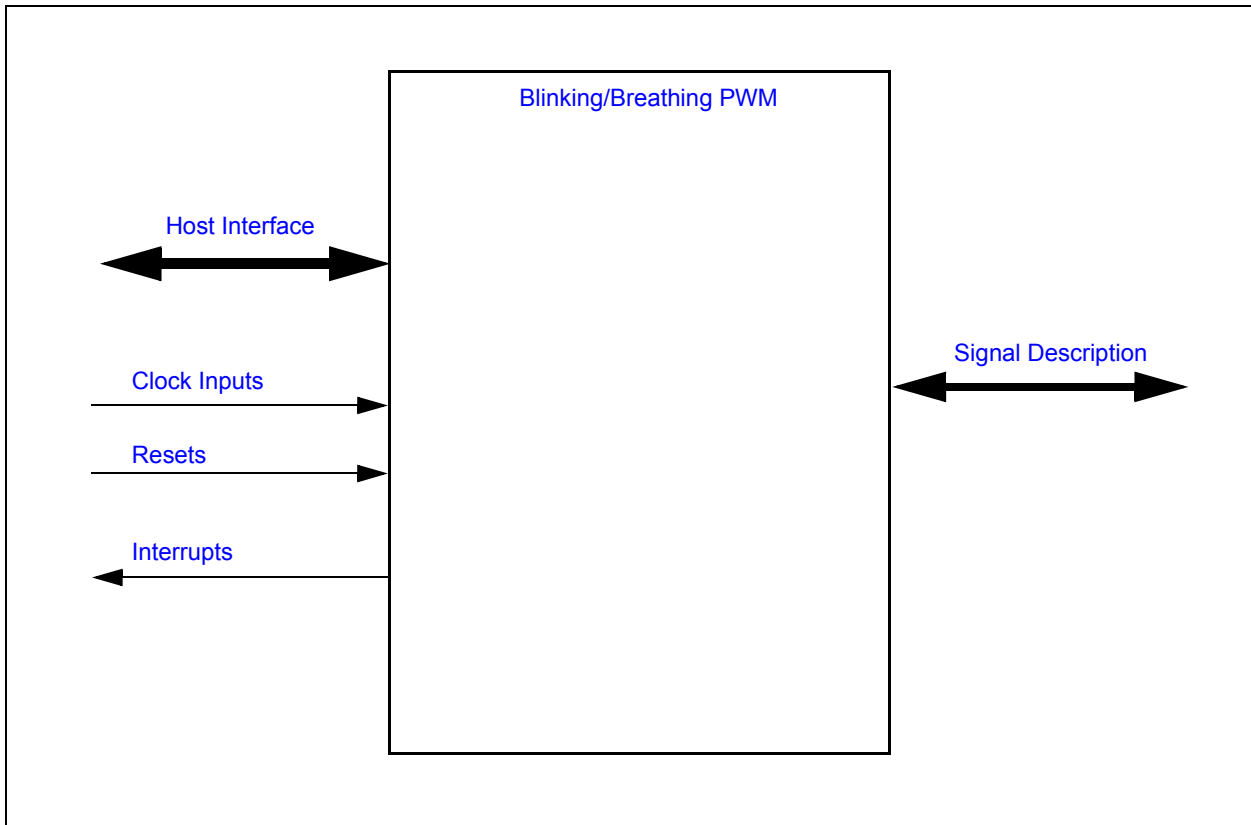 Blinking/Breathing PWM
Host Interface
Signal Description
Clock Inputs
Resets
Interrupts